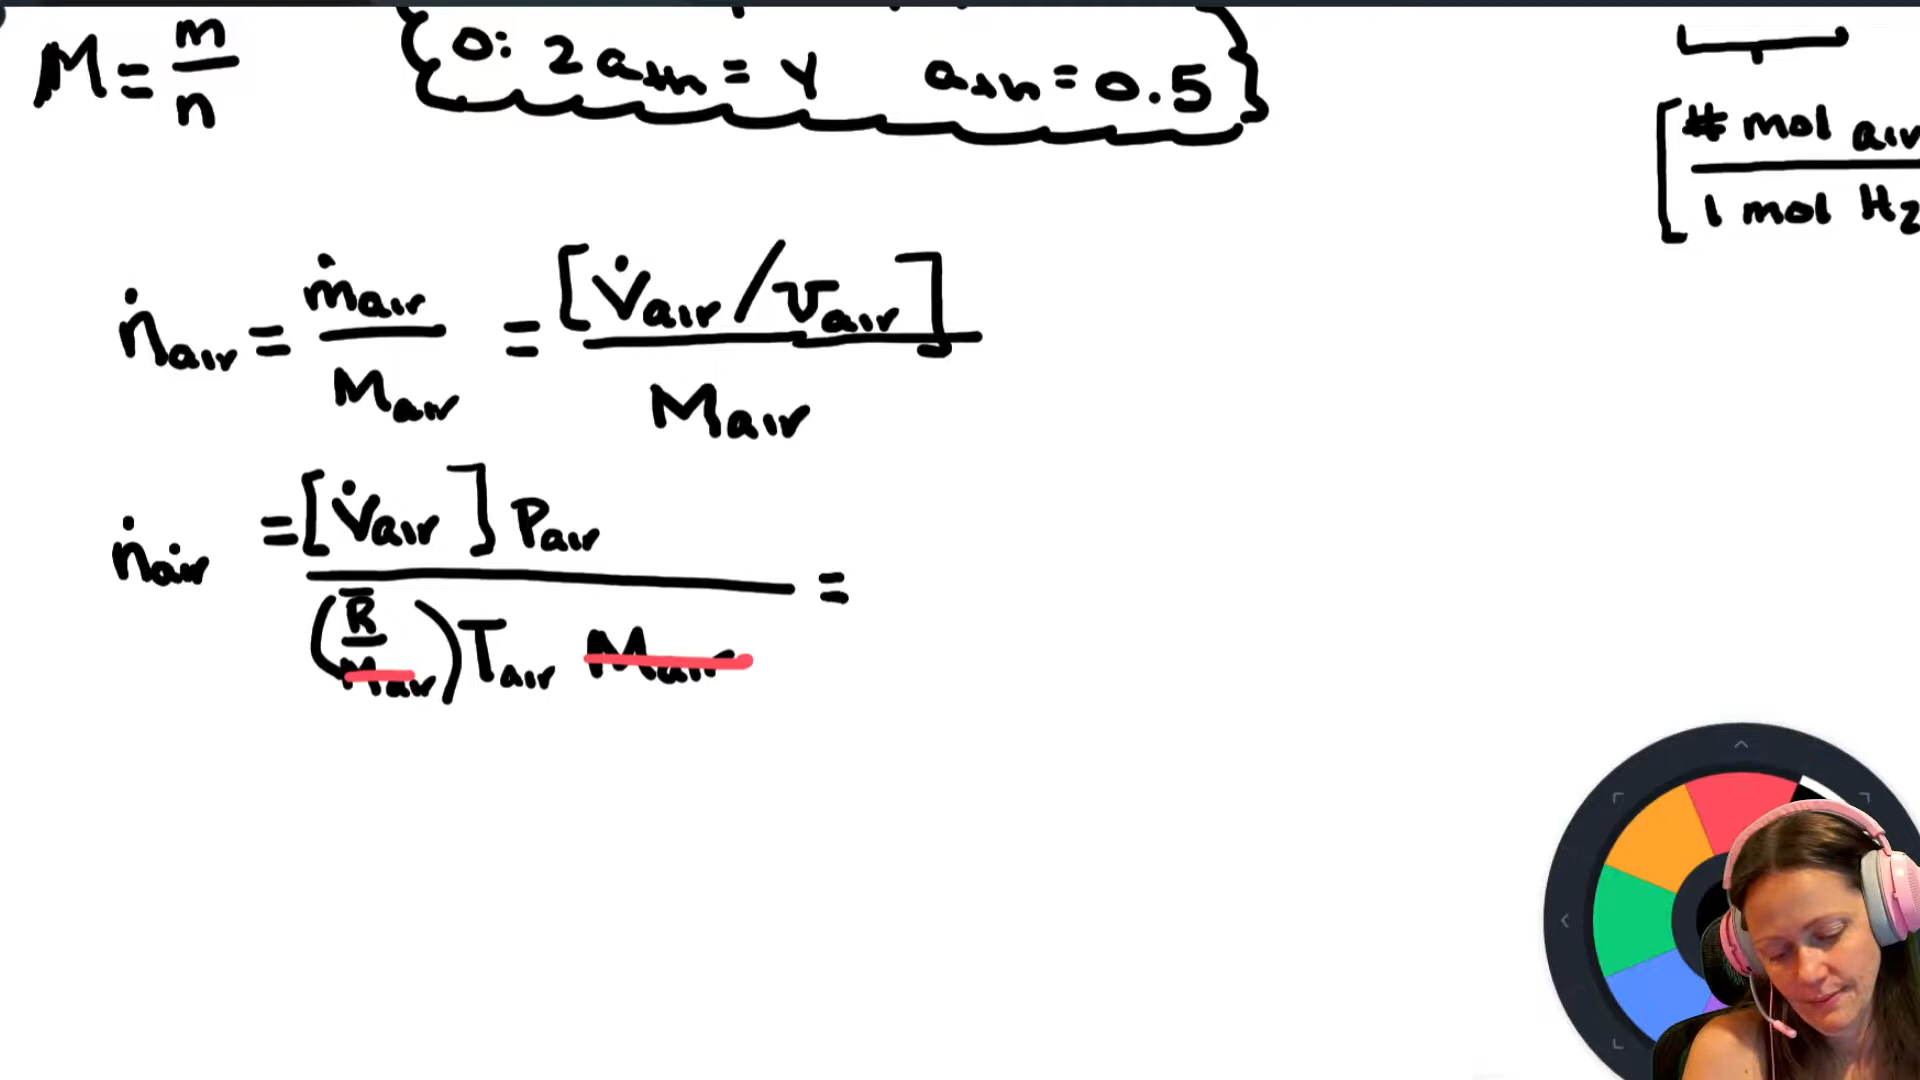 M = m/n
O: 2a_th = Y a_th = 0.5
[# mol air / 1 mol H2
ṅ_air = ṁ_air / M_air = [V̇_air / v_air] / M_air
ṅ_air = [V̇_air] P_air / (R̄ / M_air) T_air M_air =